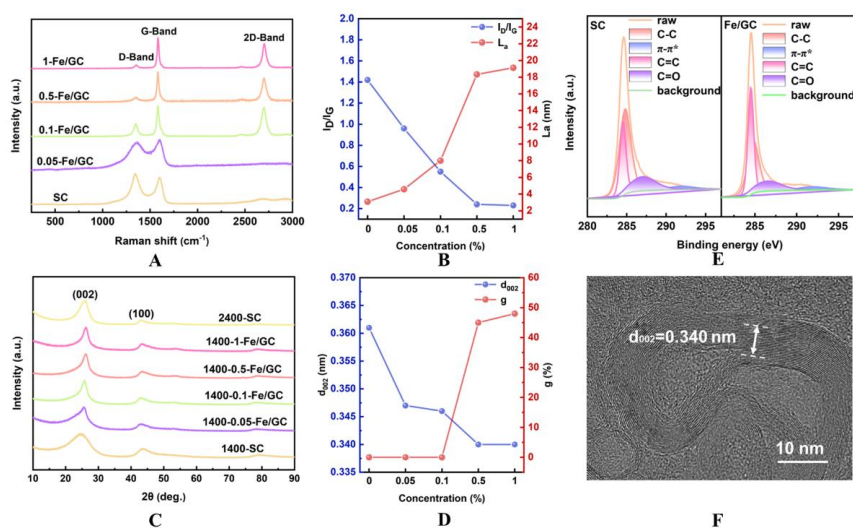 G-Band
D-Band
2D-Band
1-Fe/GC
0.5-Fe/GC
0.1-Fe/GC
0.05-Fe/GC
SC
Intensity (a.u.)
500 1000 1500 2000 2500 3000
Raman shift (cm⁻¹)
A
I_D/I_G
L_a
2.0
1.8
1.6
1.4
1.2
1.0
0.8
0.6
0.4
0.2
I_D/I_G
24
22
20
18
16
14
12
10
8
6
4
2
La (nm)
0 0.05 0.1 0.5 1
Concentration (%)
B
SC
raw
C-C
π-π*
C=C
C=O
background
Fe/GC
raw
C-C
π-π*
C=C
C=O
background
Intensity (a.u.)
280 285 290 295 285 290 295
Binding energy (eV)
E
(002)
(100)
2400-SC
1400-1-Fe/GC
1400-0.5-Fe/GC
1400-0.1-Fe/GC
1400-0.05-Fe/GC
1400-SC
Intensity (a.u.)
10 20 30 40 50 60 70 80 90
2θ (deg.)
C
d₀₀₂
g
0.370
0.365
0.360
0.355
0.350
0.345
0.340
0.335
d₀₀₂ (nm)
60
50
40
30
20
10
0
g (%)
0 0.05 0.1 0.5 1
Concentration (%)
D
d₀₀₂=0.340 nm
10 nm
F